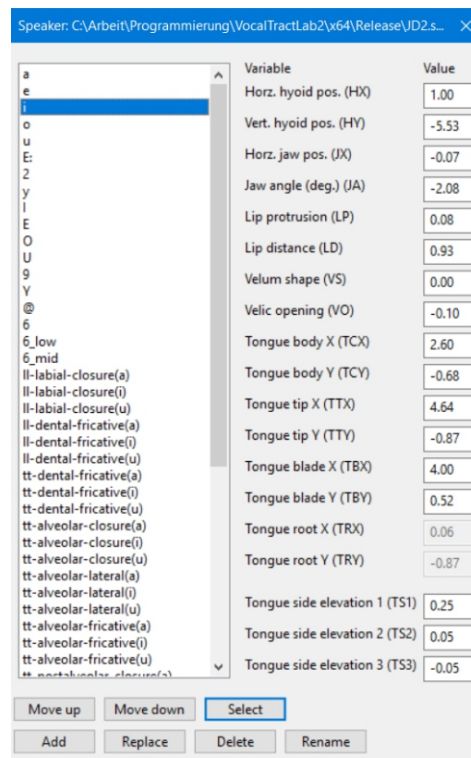 Speaker: C:\Arbeit\Programmierung\VocalTractLab2\x64\Release\JD2.s...
a
e
i
o
u
E:
2
y
I
E
O
U
9
Y
@
6
6_low
6_mid
ll-labial-closure(a)
ll-labial-closure(i)
ll-labial-closure(u)
ll-dental-fricative(a)
ll-dental-fricative(i)
ll-dental-fricative(u)
tt-dental-fricative(a)
tt-dental-fricative(i)
tt-dental-fricative(u)
tt-alveolar-closure(a)
tt-alveolar-closure(i)
tt-alveolar-closure(u)
tt-alveolar-lateral(a)
tt-alveolar-lateral(i)
tt-alveolar-lateral(u)
tt-alveolar-fricative(a)
tt-alveolar-fricative(i)
tt-alveolar-fricative(u)
tt-postalveolar-closure(a)
Variable Value
Horz. hyoid pos. (HX) 1.00
Vert. hyoid pos. (HY) -5.53
Horz. jaw pos. (JX) -0.07
Jaw angle (deg.) (JA) -2.08
Lip protrusion (LP) 0.08
Lip distance (LD) 0.93
Velum shape (VS) 0.00
Velic opening (VO) -0.10
Tongue body X (TCX) 2.60
Tongue body Y (TCY) -0.68
Tongue tip X (TTX) 4.64
Tongue tip Y (TTY) -0.87
Tongue blade X (TBX) 4.00
Tongue blade Y (TBY) 0.52
Tongue root X (TRX) 0.06
Tongue root Y (TRY) -0.87
Tongue side elevation 1 (TS1) 0.25
Tongue side elevation 2 (TS2) 0.05
Tongue side elevation 3 (TS3) -0.05
Move up Move down Select
Add Replace Delete Rename